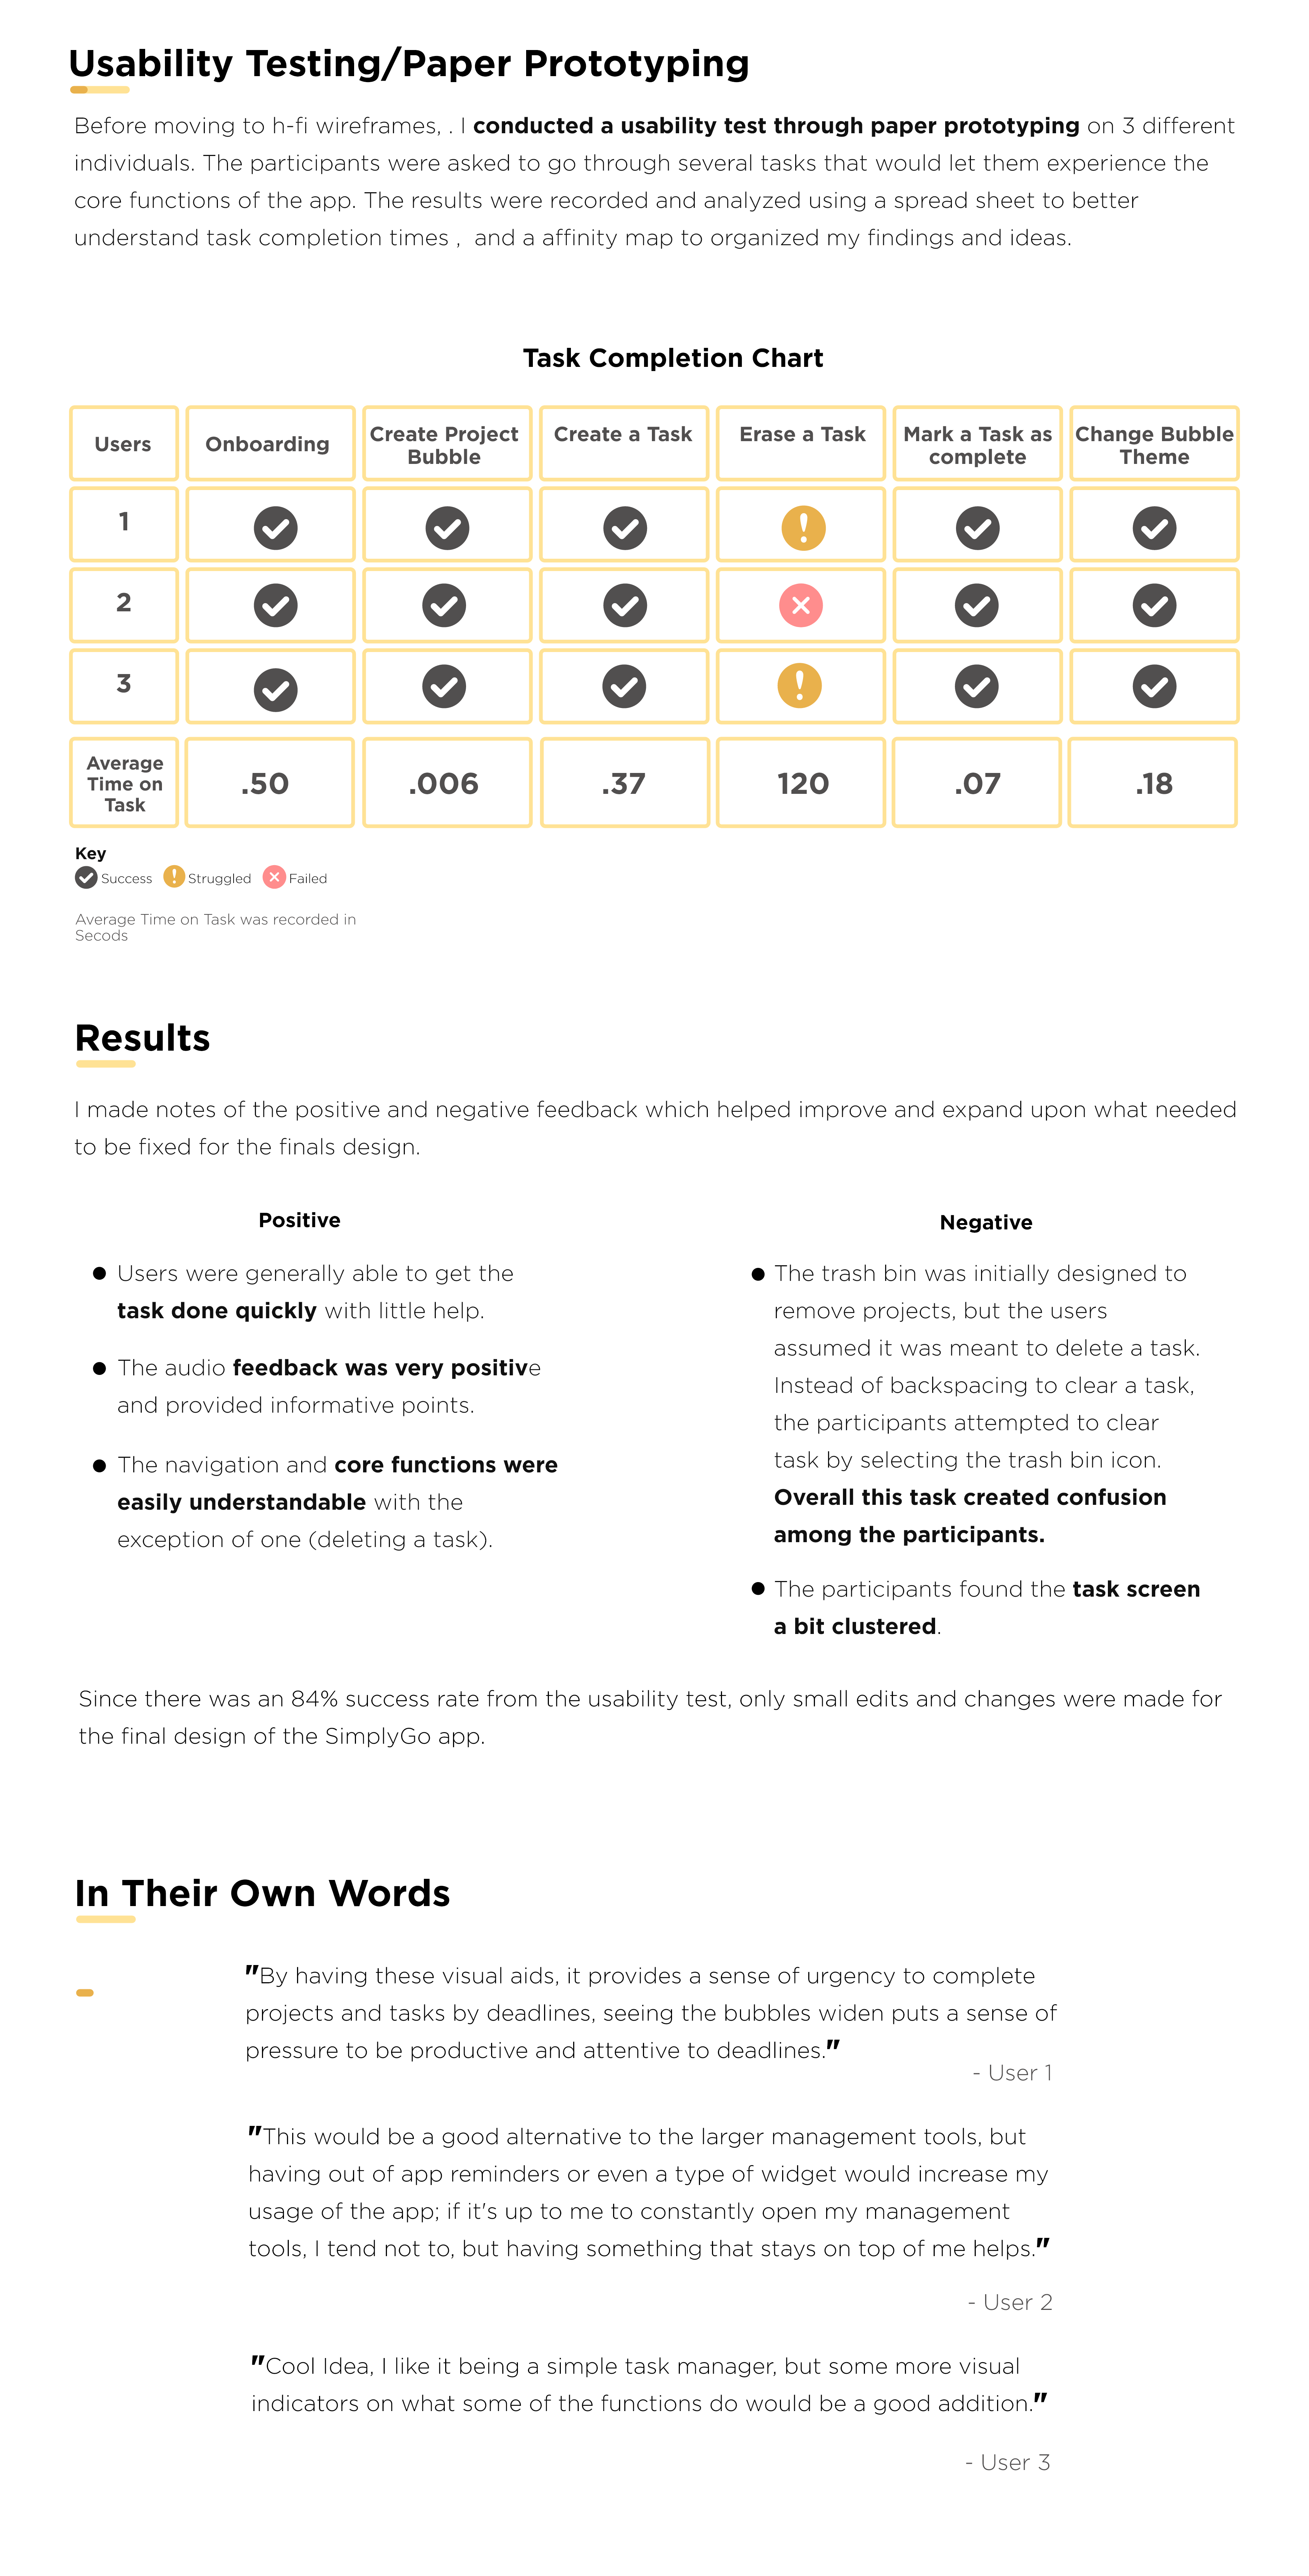 Usability Testing/Paper Prototyping
Before moving to h-fi wireframes, . I conducted a usability test through paper prototyping on 3 different
individuals. The participants were asked to go through several tasks that would let them experience the
core functions of the app. The results were recorded and analyzed using a spread sheet to better
understand task completion times ,  and a affinity map to organized my findings and ideas.
Task Completion Chart
Users
Onboarding
Create Project
Bubble
Create a Task
Erase a Task
Mark a Task as
complete
Change Bubble
Theme
1
2
3
Average
Time on
Task
.50
.006
.37
120
.07
.18
Key
Success
Struggled
Failed
Average Time on Task was recorded in
Secods
Results
I made notes of the positive and negative feedback which helped improve and expand upon what needed
to be fixed for the finals design.
Positive
Users were generally able to get the
task done quickly with little help.
The audio feedback was very positive
and provided informative points.
The navigation and core functions were
easily understandable with the
exception of one (deleting a task).
Negative
The trash bin was initially designed to
remove projects, but the users
assumed it was meant to delete a task.
Instead of backspacing to clear a task,
the participants attempted to clear
task by selecting the trash bin icon.
Overall this task created confusion
among the participants.
The participants found the task screen
a bit clustered.
Since there was an 84% success rate from the usability test, only small edits and changes were made for
the final design of the SimplyGo app.
In Their Own Words
"By having these visual aids, it provides a sense of urgency to complete
projects and tasks by deadlines, seeing the bubbles widen puts a sense of
pressure to be productive and attentive to deadlines."
- User 1
"This would be a good alternative to the larger management tools, but
having out of app reminders or even a type of widget would increase my
usage of the app; if it's up to me to constantly open my management
tools, I tend not to, but having something that stays on top of me helps."
- User 2
"Cool Idea, I like it being a simple task manager, but some more visual
indicators on what some of the functions do would be a good addition."
- User 3